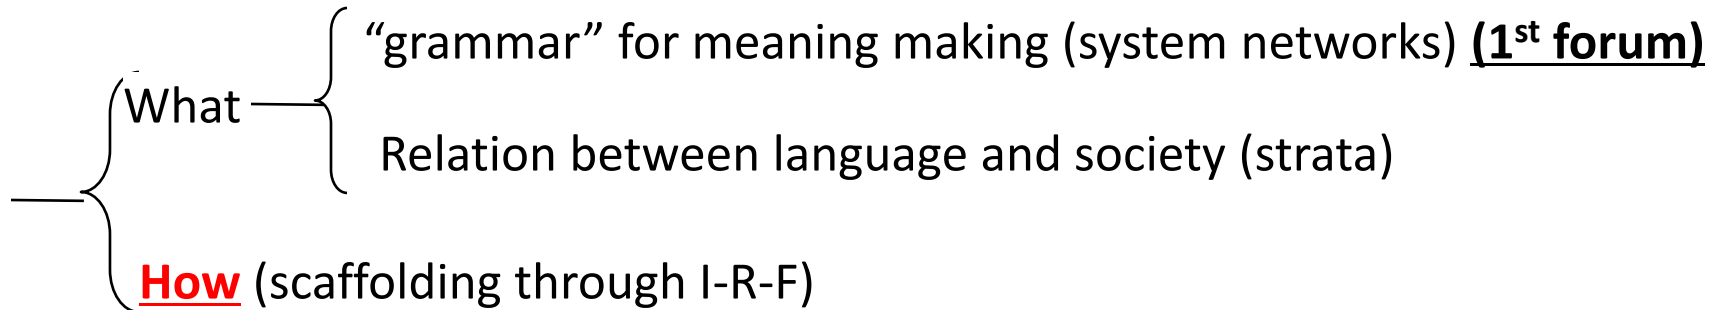 “grammar” for meaning making (system networks) (1st forum)
What
Relation between language and society (strata)
How (scaffolding through I-R-F)